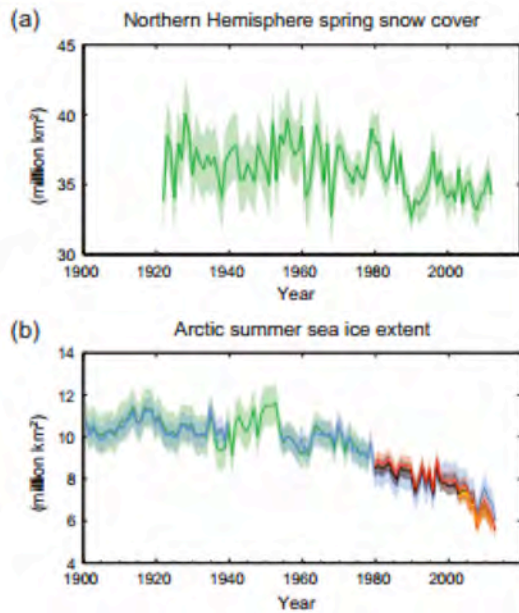 (a) Northern Hemisphere spring snow cover
45
40
35
30
(million km²)
1900 1920 1940 1960 1980 2000
Year
(b) Arctic summer sea ice extent
14
12
10
8
6
4
(million km²)
1900 1920 1940 1960 1980 2000
Year